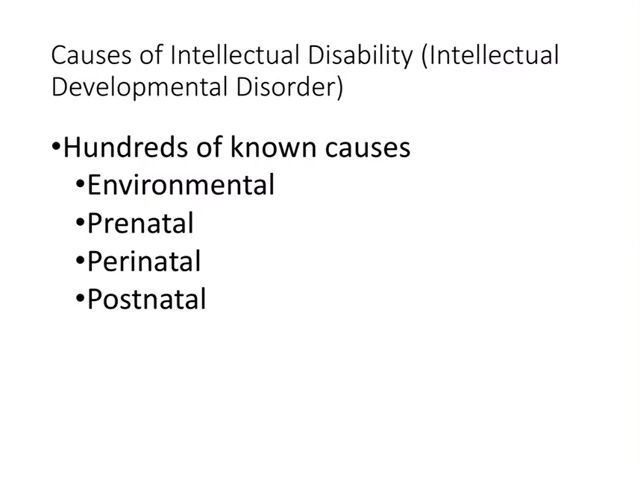 Causes of Intellectual Disability (Intellectual
Developmental Disorder)
•Hundreds of known causes
•Environmental
•Prenatal
•Perinatal
•Postnatal